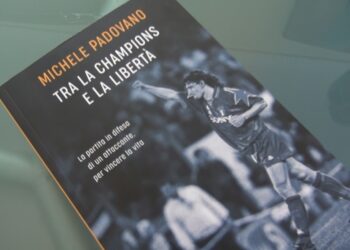 MICHELE PADOVANO
TRA LA CHAMPIONS
E LA LIBERTÀ
La partita in difesa
di un attaccante,
per vincere la vita